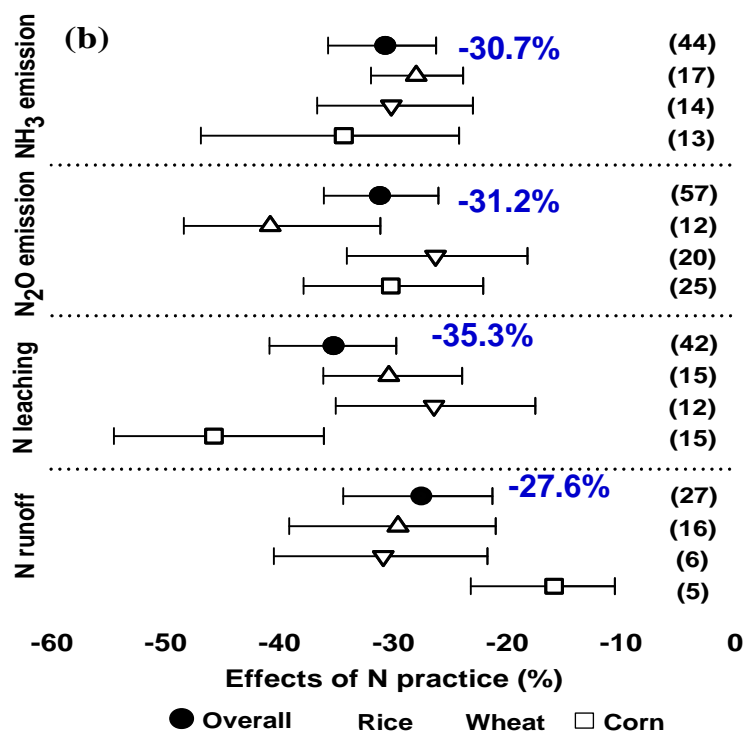 (b)
NH3 emission
-30.7%
(44)
(17)
(14)
(13)
N2O emission
-31.2%
(57)
(12)
(20)
(25)
N leaching
-35.3%
(42)
(15)
(12)
(15)
N runoff
-27.6%
(27)
(16)
(6)
(5)
-60 -50 -40 -30 -20 -10 0
Effects of N practice (%)
Overall Rice Wheat Corn